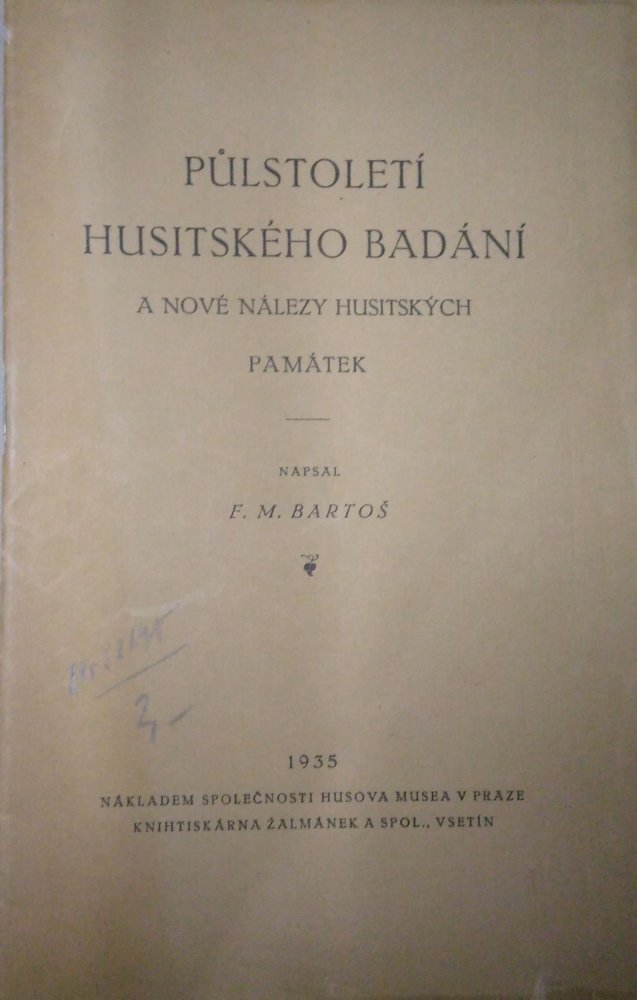 PŮLSTOLETÍ
HUSITSKÉHO BADÁNÍ
A NOVÉ NÁLEZY HUSITSKÝCH
PAMÁTEK
NAPSAL
F. M. BARTOŠ
2,–
1935
NÁKLADEM SPOLEČNOSTI HUSOVA MUSEA V PRAZE
KNIHTISKÁRNA ŽALMÁNEK A SPOL., VSETÍN